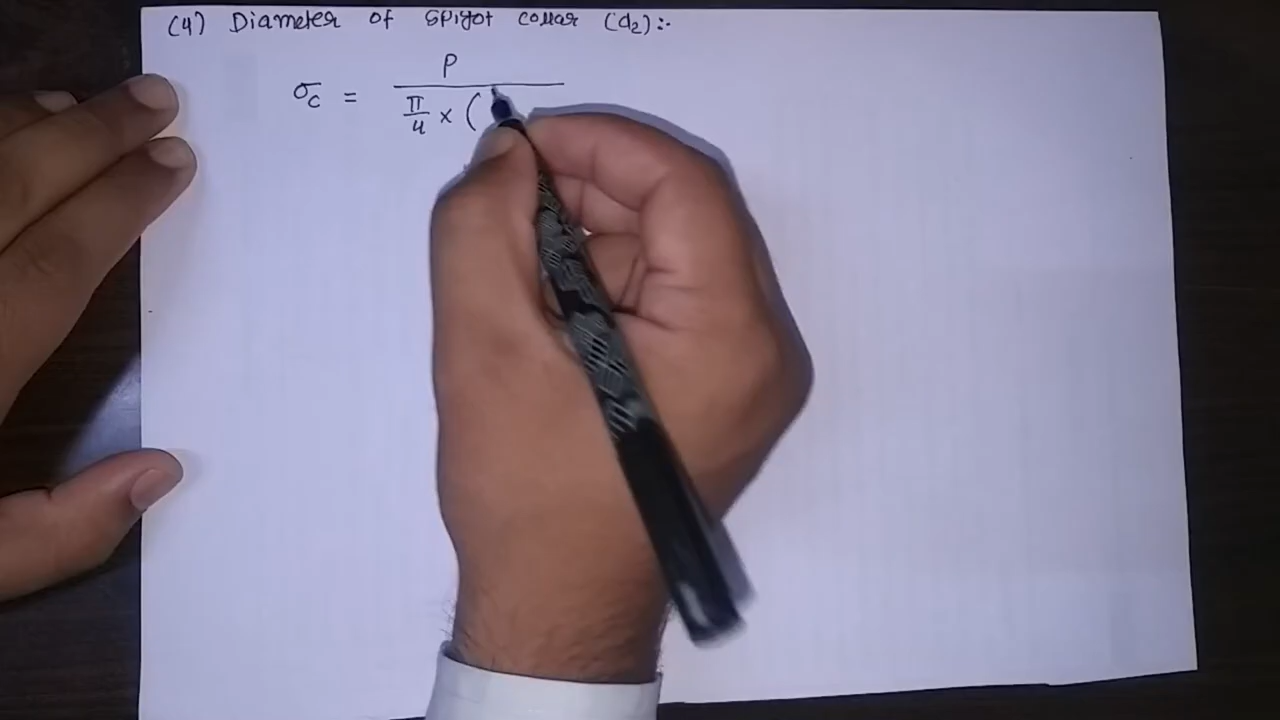 (4) Diameter of Spigot collar (d₂):-
σc = P / π/4 × (